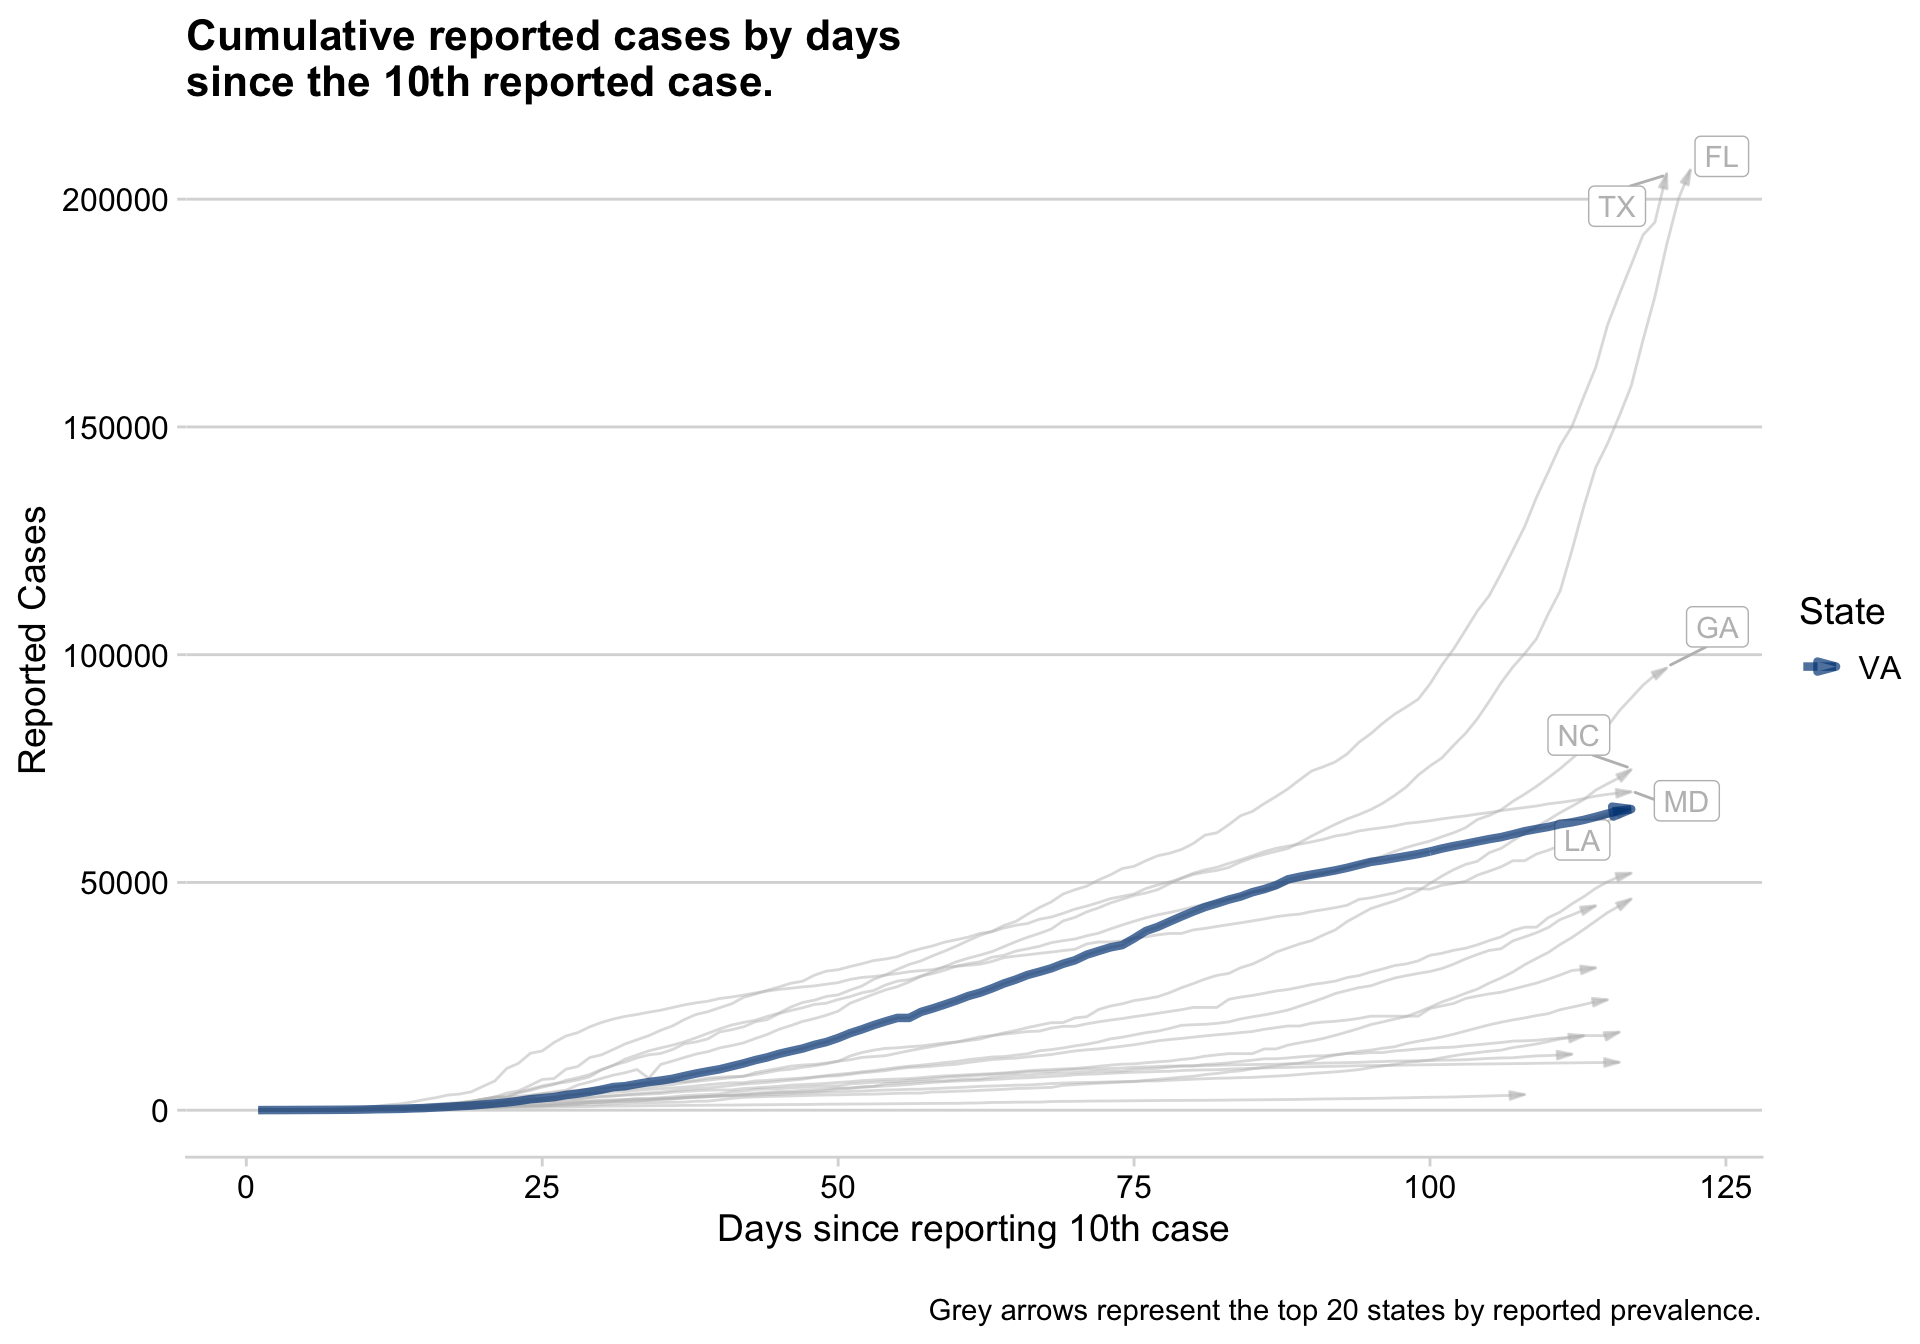 Cumulative reported cases by days
since the 10th reported case.
FL
TX
200000
150000
GA
State
100000
VA
NC
MD
LA
Reported Cases
50000
0
0 25 50 75 100 125
Days since reporting 10th case
Grey arrows represent the top 20 states by reported prevalence.